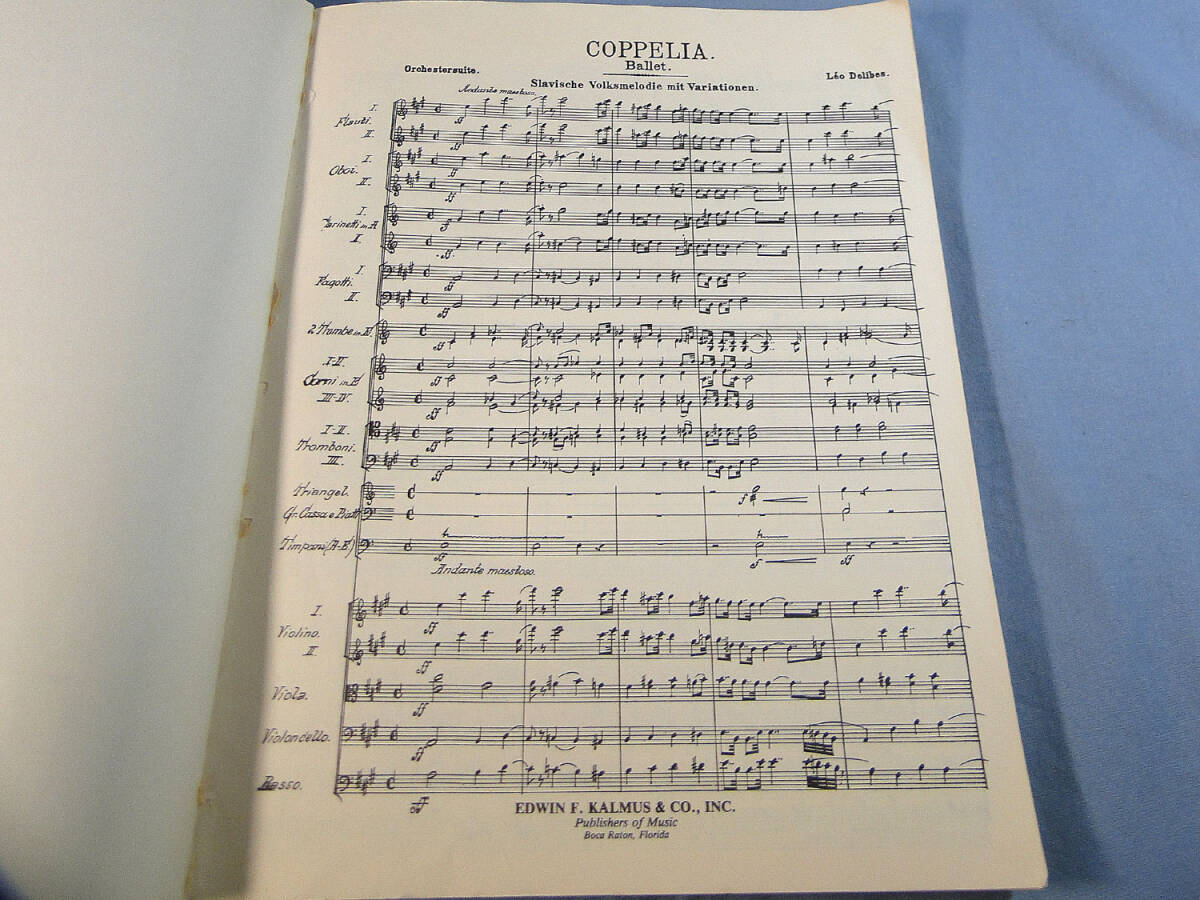 COPPELIA.
Ballet.
Orchestersuite.
Léo Delibes.
Slavische Volksmelodie mit Variationen.
Andante maestoso.
I.
Flauti.
II.
I.
Oboi.
II.
I.
Clarinetti in A
I.
I.
Fagotti.
II.
2 Trombe in E
I-II.
Corni in E
III-IV.
I-II.
Tromboni.
III.
Triangel.
Gr. Cassa e Piatti
Timpani (A-E)
Andante maestoso.
I.
Violino.
II
Viola.
Violoncello.
Basso.
EDWIN F. KALMUS & CO., INC.
Publishers of Music
Boca Raton, Florida